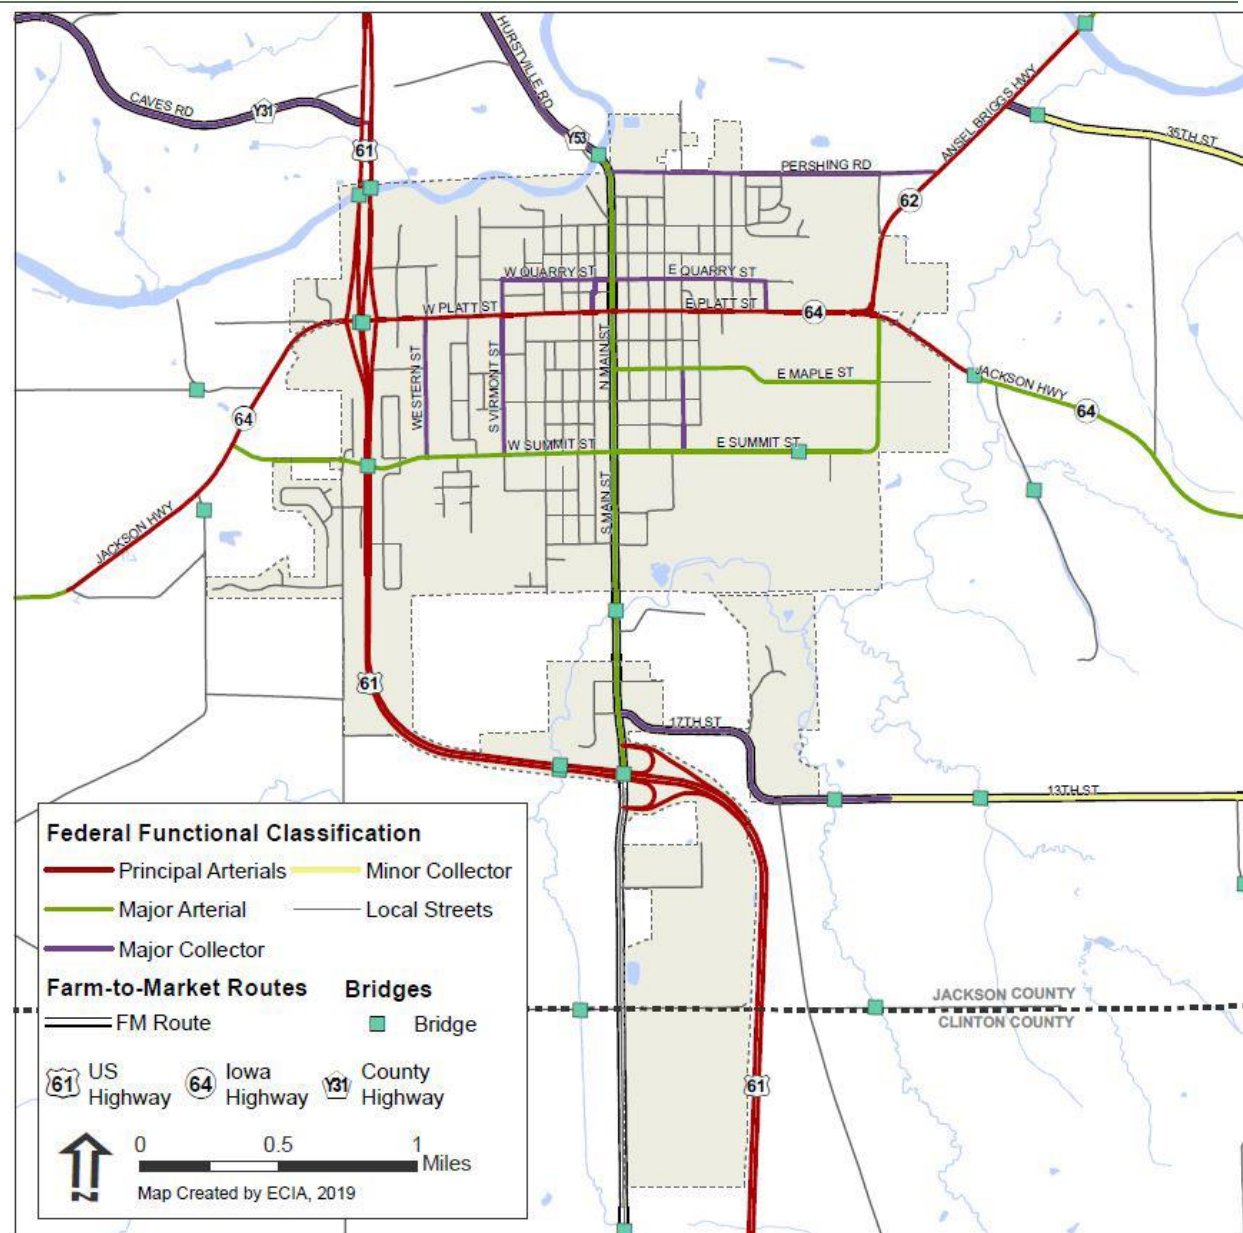 HURSTVILLE RD
CAVES RD
Y31
61
Y53
ANSEL BRIGGS HWY
35TH ST
PERSHING RD
62
W QUARRY ST
E QUARRY ST
W PLATT ST
E PLATT ST
64
N MAIN ST
WESTERN ST
S VIRMONT ST
E MAPLE ST
JACKSON HWY
64
64
W SUMMIT ST
E SUMMIT ST
S MAIN ST
JACKSON HWY
61
17TH ST
13TH ST
Federal Functional Classification
Principal Arterials
Minor Collector
Major Arterial
Local Streets
Major Collector
Farm-to-Market Routes
Bridges
FM Route
Bridge
61
US
Highway
64
Iowa
Highway
Y31
County
Highway
N
0
0.5
1
Miles
Map Created by ECIA, 2019
JACKSON COUNTY
CLINTON COUNTY
61